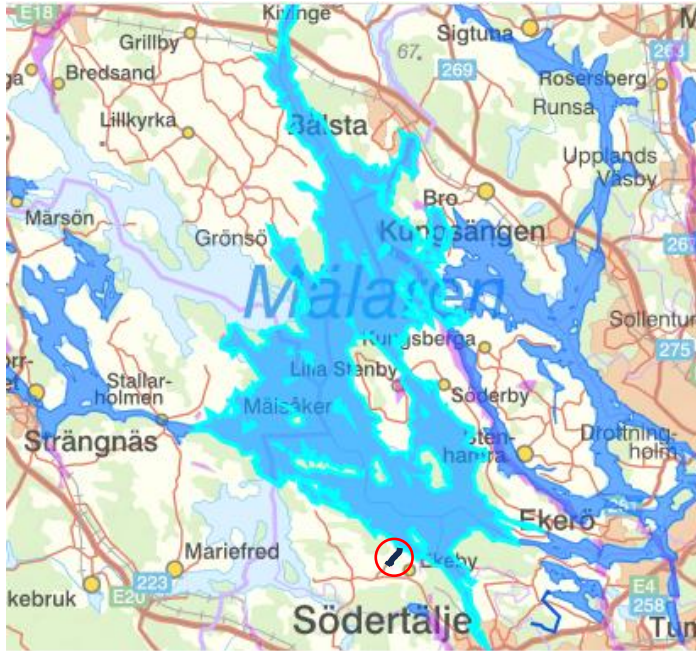 E18
Grillby
Sigtuna
67.
269
Bredsand
Rosersberg
Runsa
Lillkyrka
Bålsta
Upplands
Väsby
Märsön
Bro
Grönsö
Kungsängen
Mälaren
Sollentur
Kungsberga
275
Lilla Stenby
Stallar-
holmen
Söderby
Mälsåker
Sten-
hamra
Drottning-
holm
Strängnäs
Ekerö
Mariefred
Ekeby
223
E20
kebruk
E4
258
Södertälje
Tum